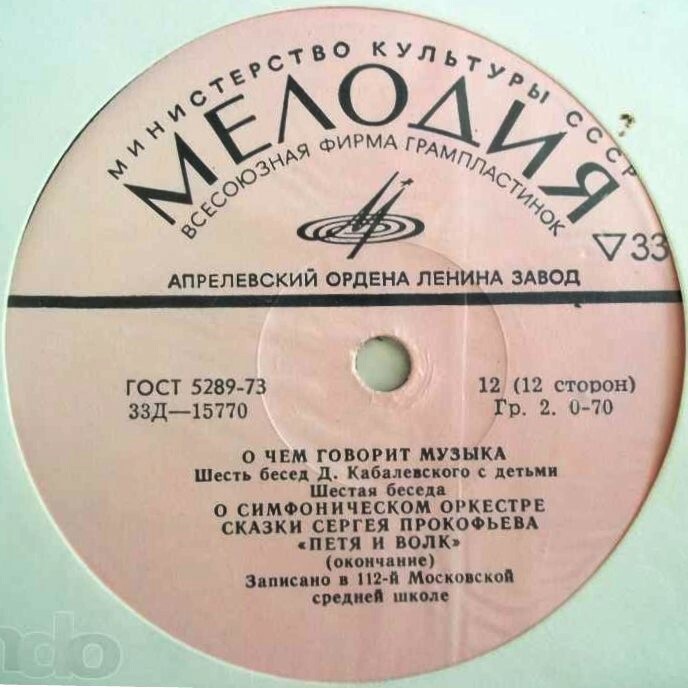 МИНИСТЕРСТВО КУЛЬТУРЫ СССР
МЕЛОДИЯ
ВСЕСОЮЗНАЯ ФИРМА ГРАМПЛАСТИНОК
▽33
АПРЕЛЕВСКИЙ ОРДЕНА ЛЕНИНА ЗАВОД
ГОСТ 5289-73
12 (12 сторон)
33Д—15770
Гр. 2. 0-70
О ЧЕМ ГОВОРИТ МУЗЫКА
Шесть бесед Д. Кабалевского с детьми
Шестая беседа
О СИМФОНИЧЕСКОМ ОРКЕСТРЕ
СКАЗКИ СЕРГЕЯ ПРОКОФЬЕВА
«ПЕТЯ И ВОЛК»
(окончание)
Записано в 112-й Московской
средней школе